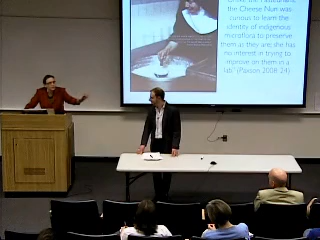 the Cheese Nun was
curious to learn the
identity of indigenous
microflora to preserve
them as they are; she has
no interest in trying to
improve on them in a
lab" (Paxson 2008: 24)